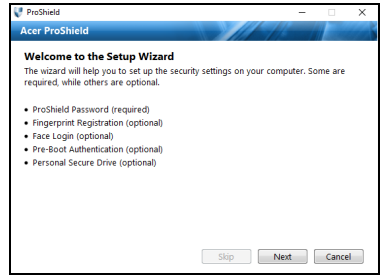 ProShield
Acer ProShield
Welcome to the Setup Wizard
The wizard will help you to set up the security settings on your computer. Some are
required, while others are optional.
• ProShield Password (required)
• Fingerprint Registration (optional)
• Face Login (optional)
• Pre-Boot Authentication (optional)
• Personal Secure Drive (optional)
Skip Next Cancel